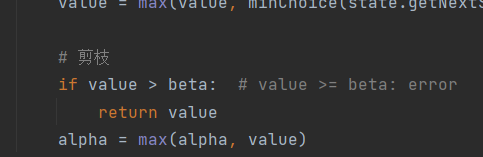 value = max(value, minChoice(state.getNextS
# 剪枝
if value > beta:  # value >= beta: error
return value
alpha = max(alpha, value)